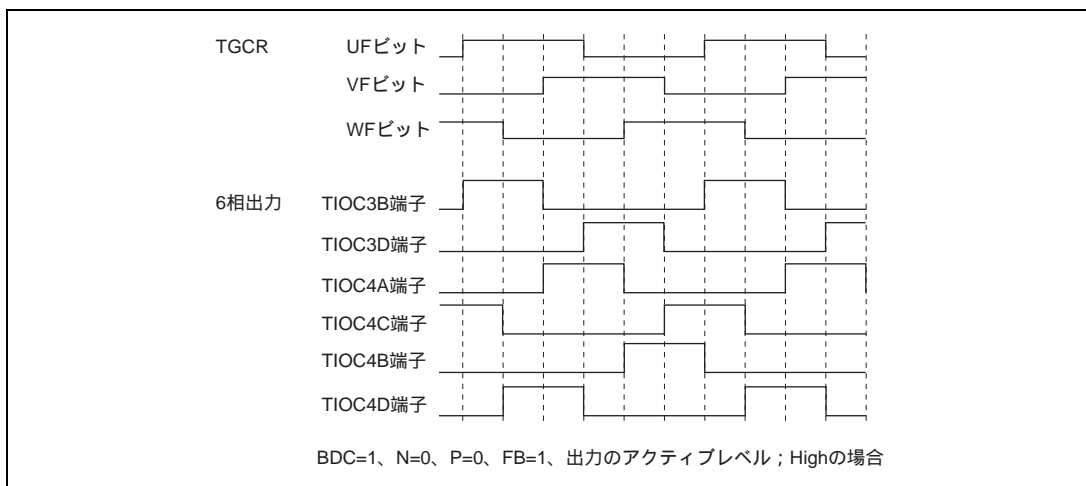 TGCR UFビット
VFビット
WFビット
6相出力 TIOC3B端子
TIOC3D端子
TIOC4A端子
TIOC4C端子
TIOC4B端子
TIOC4D端子
BDC=1、N=0、P=0、FB=1、出力のアクティブレベル；Highの場合